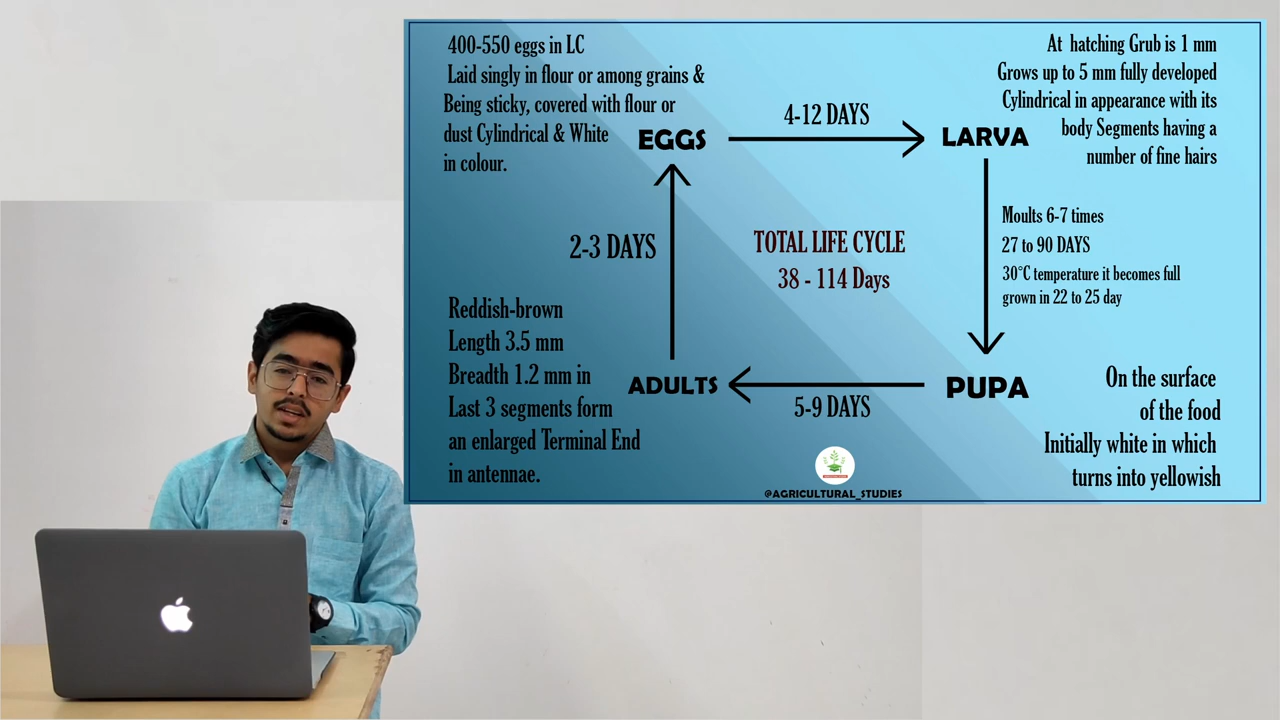 400-550 eggs in LC
Laid singly in flour or among grains &
Being sticky, covered with flour or
dust Cylindrical & White
in colour.
EGGS
4-12 DAYS
At hatching Grub is 1 mm
Grows up to 5 mm fully developed
Cylindrical in appearance with its
body Segments having a
number of fine hairs
LARVA
2-3 DAYS
TOTAL LIFE CYCLE
38 - 114 Days
Moults 6-7 times
27 to 90 DAYS
30°C temperature it becomes full
grown in 22 to 25 day
Reddish-brown
Length 3.5 mm
Breadth 1.2 mm in
Last 3 segments form
an enlarged Terminal End
in antennae.
ADULTS
5-9 DAYS
PUPA
On the surface
of the food
Initially white in which
turns into yellowish
@AGRICULTURAL_STUDIES